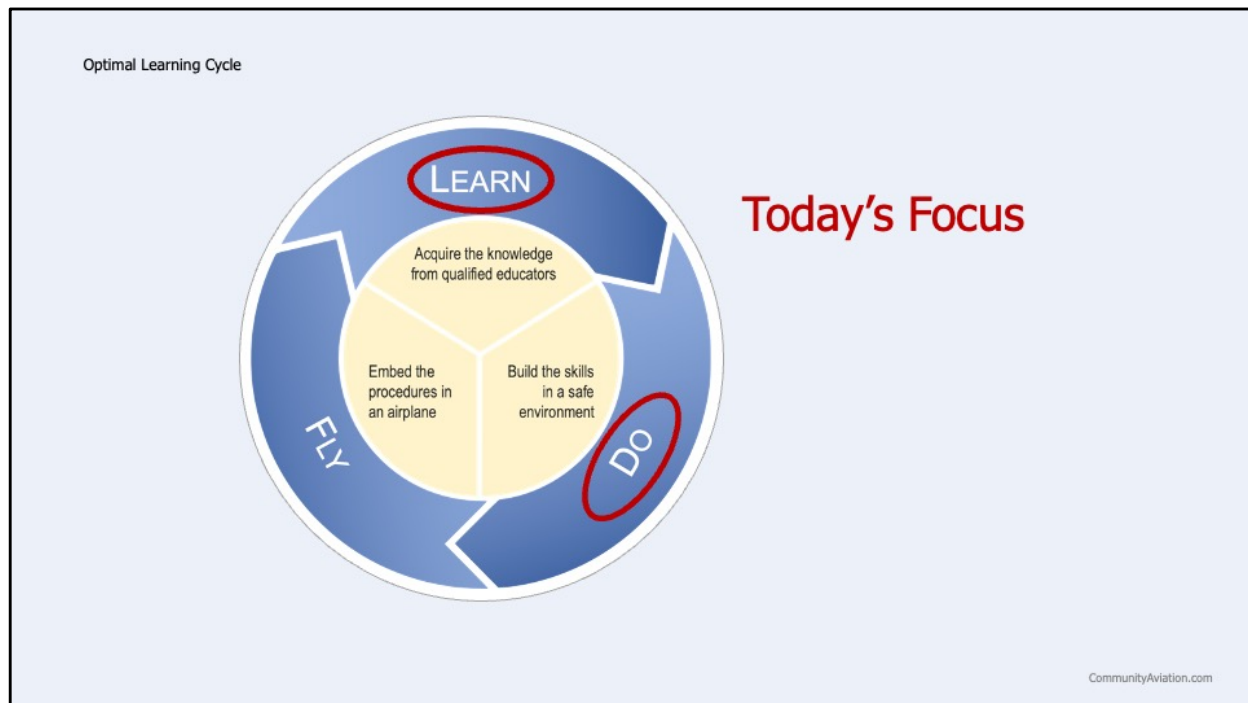 Optimal Learning Cycle
LEARN
Today's Focus
Acquire the knowledge
from qualified educators
Embed the
procedures in
an airplane
Build the skills
in a safe
environment
FLY
DO
CommunityAviation.com